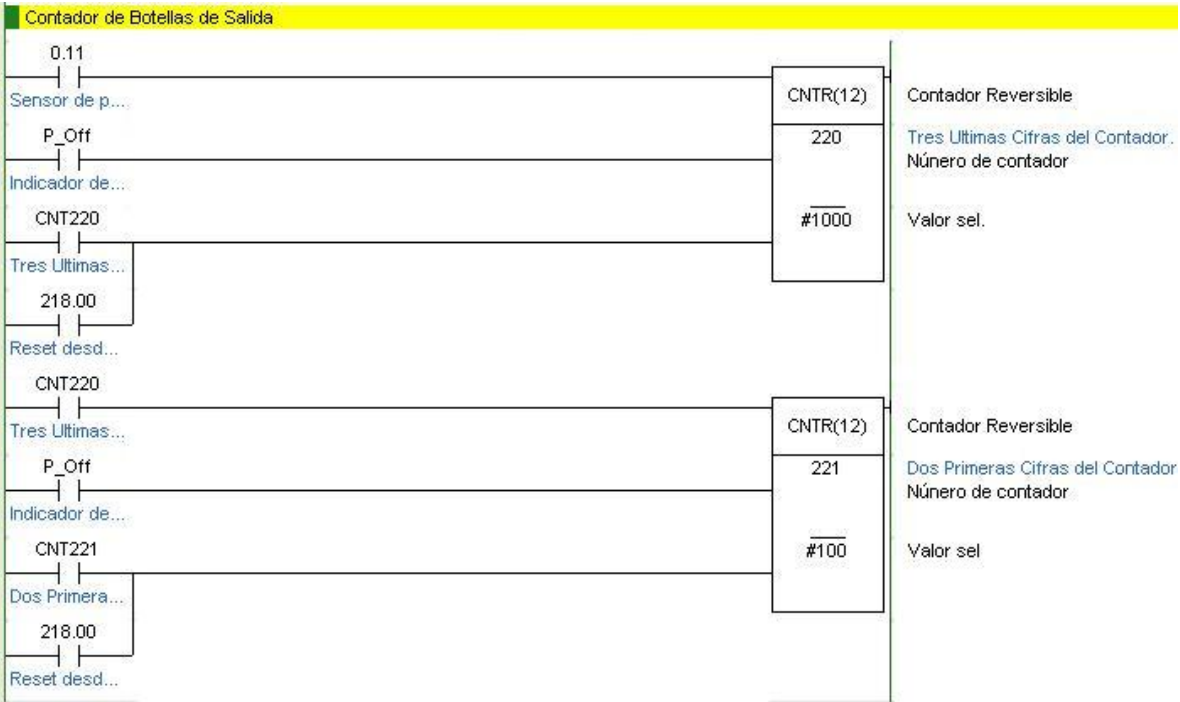 Contador de Botellas de Salida
0.11
Sensor de p...
CNTR(12)
Contador Reversible
P_Off
Indicador de...
220
Tres Ultimas Cifras del Contador.
Núnero de contador
CNT220
Tres Ultimas...
#1000
Valor sel.
218.00
Reset desd...
CNT220
Tres Ultimas...
CNTR(12)
Contador Reversible
P_Off
Indicador de...
221
Dos Primeras Cifras del Contador
Núnero de contador
CNT221
Dos Primera...
#100
Valor sel
218.00
Reset desd...